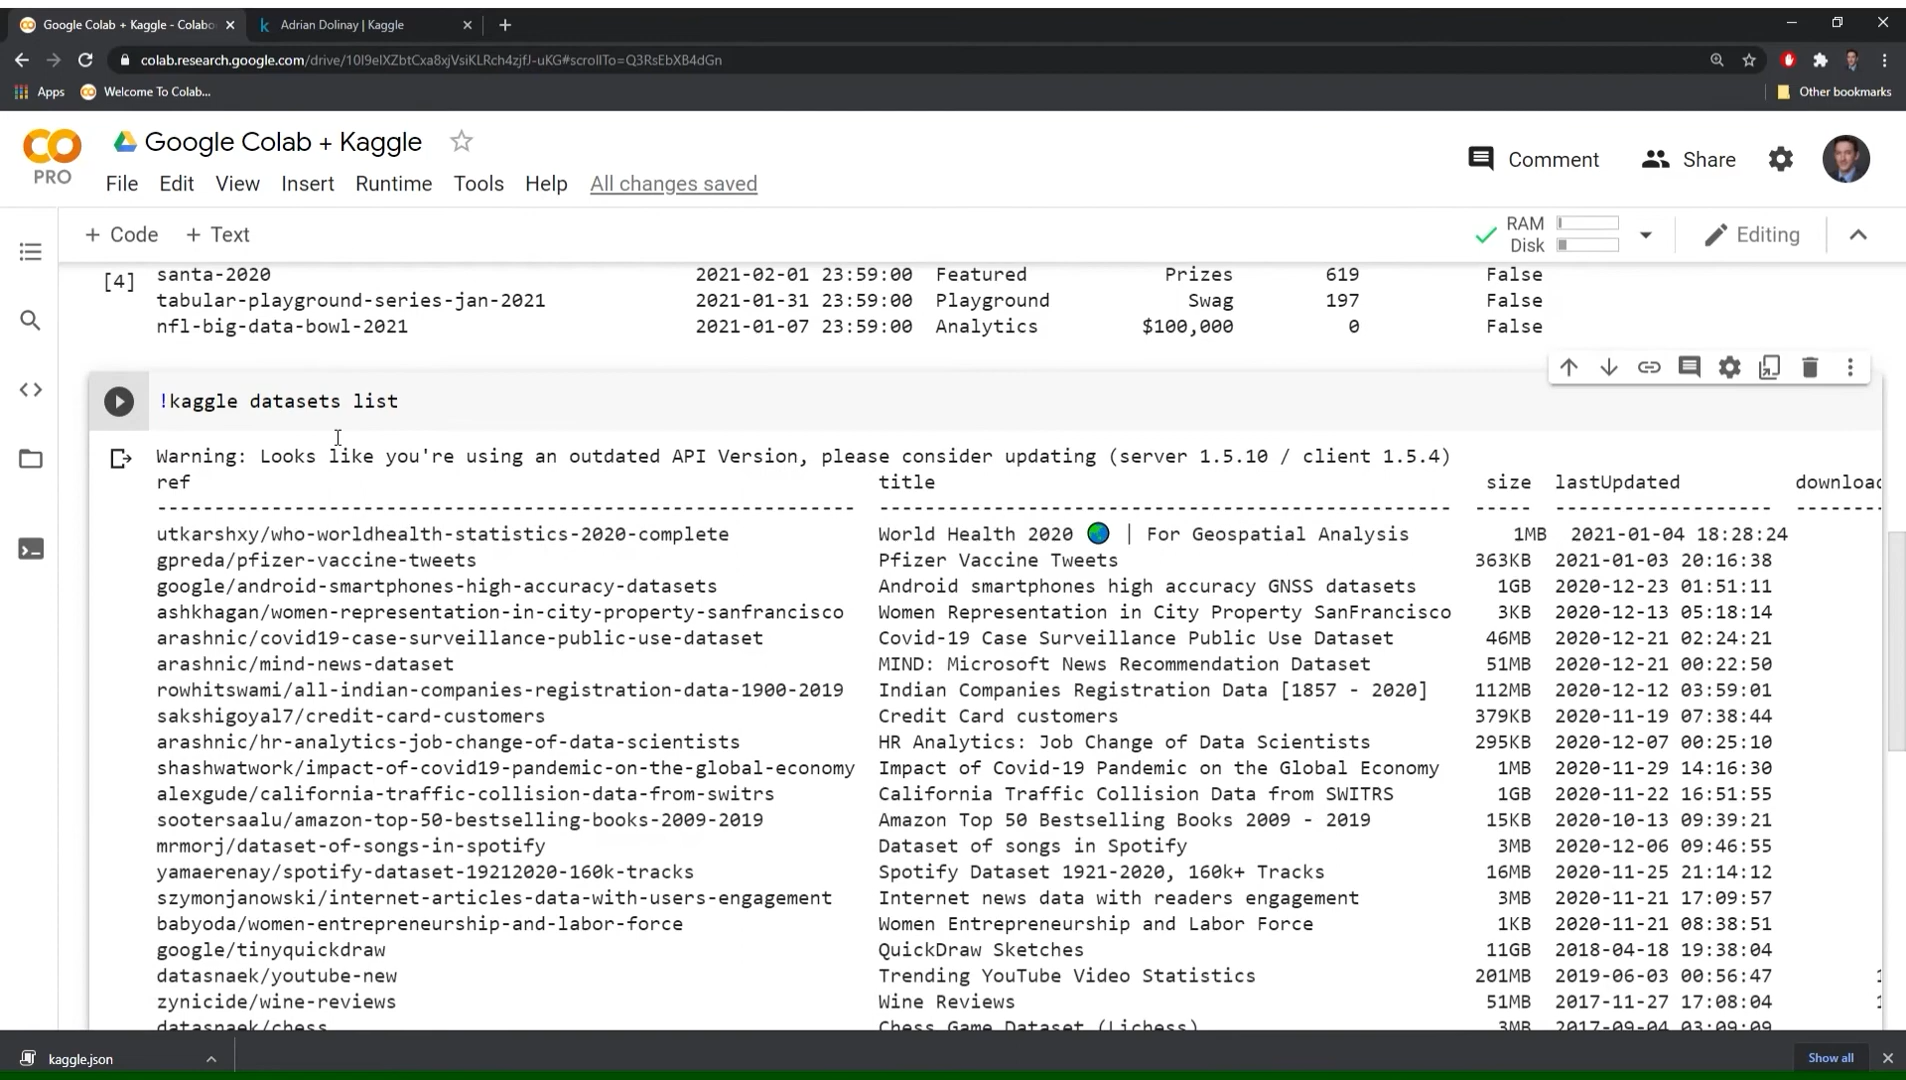 Google Colab + Kaggle - Colabo
Adrian Dolinay | Kaggle
colab.research.google.com/drive/10I9elXZbtCxa8xjVsiKLRch4zjfJ-uKG#scrollTo=Q3RsEbXB4dGn
Apps
Welcome To Colab...
Other bookmarks
CO
PRO
Google Colab + Kaggle
File Edit View Insert Runtime Tools Help All changes saved
Comment
Share
+ Code + Text
RAM
Disk
Editing
[4]
santa-2020 2021-02-01 23:59:00 Featured Prizes 619 False
tabular-playground-series-jan-2021 2021-01-31 23:59:00 Playground Swag 197 False
nfl-big-data-bowl-2021 2021-01-07 23:59:00 Analytics $100,000 0 False
!kaggle datasets list
Warning: Looks like you're using an outdated API Version, please consider updating (server 1.5.10 / client 1.5.4)
ref title size lastUpdated download
---------------------------------------------------------- ------------------------------------------------ ----- ------------------- --------
utkarshxy/who-worldhealth-statistics-2020-complete World Health 2020 🌏 | For Geospatial Analysis 1MB 2021-01-04 18:28:24
gpreda/pfizer-vaccine-tweets Pfizer Vaccine Tweets 363KB 2021-01-03 20:16:38
google/android-smartphones-high-accuracy-datasets Android smartphones high accuracy GNSS datasets 1GB 2020-12-23 01:51:11
ashkhagan/women-representation-in-city-property-sanfrancisco Women Representation in City Property SanFrancisco 3KB 2020-12-13 05:18:14
arashnic/covid19-case-surveillance-public-use-dataset Covid-19 Case Surveillance Public Use Dataset 46MB 2020-12-21 02:24:21
arashnic/mind-news-dataset MIND: Microsoft News Recommendation Dataset 51MB 2020-12-21 00:22:50
rowhitswami/all-indian-companies-registration-data-1900-2019 Indian Companies Registration Data [1857 - 2020] 112MB 2020-12-12 03:59:01
sakshigoyal7/credit-card-customers Credit Card customers 379KB 2020-11-19 07:38:44
arashnic/hr-analytics-job-change-of-data-scientists HR Analytics: Job Change of Data Scientists 295KB 2020-12-07 00:25:10
shashwatwork/impact-of-covid19-pandemic-on-the-global-economy Impact of Covid-19 Pandemic on the Global Economy 1MB 2020-11-29 14:16:30
alexgude/california-traffic-collision-data-from-switrs California Traffic Collision Data from SWITRS 1GB 2020-11-22 16:51:55
sootersaalu/amazon-top-50-bestselling-books-2009-2019 Amazon Top 50 Bestselling Books 2009 - 2019 15KB 2020-10-13 09:39:21
mrmorj/dataset-of-songs-in-spotify Dataset of songs in Spotify 3MB 2020-12-06 09:46:55
yamaerenay/spotify-dataset-19212020-160k-tracks Spotify Dataset 1921-2020, 160k+ Tracks 16MB 2020-11-25 21:14:12
szymonjanowski/internet-articles-data-with-users-engagement Internet news data with readers engagement 3MB 2020-11-21 17:09:57
babyoda/women-entrepreneurship-and-labor-force Women Entrepreneurship and Labor Force 1KB 2020-11-21 08:38:51
google/tinyquickdraw QuickDraw Sketches 11GB 2018-04-18 19:38:04
datasnaek/youtube-new Trending YouTube Video Statistics 201MB 2019-06-03 00:56:47 1
zynicide/wine-reviews Wine Reviews 51MB 2017-11-27 17:08:04 1
datasnaek/chess Chess Game Dataset (Lichess) 3MB 2017-09-04 03:09:09
kaggle.json
Show all